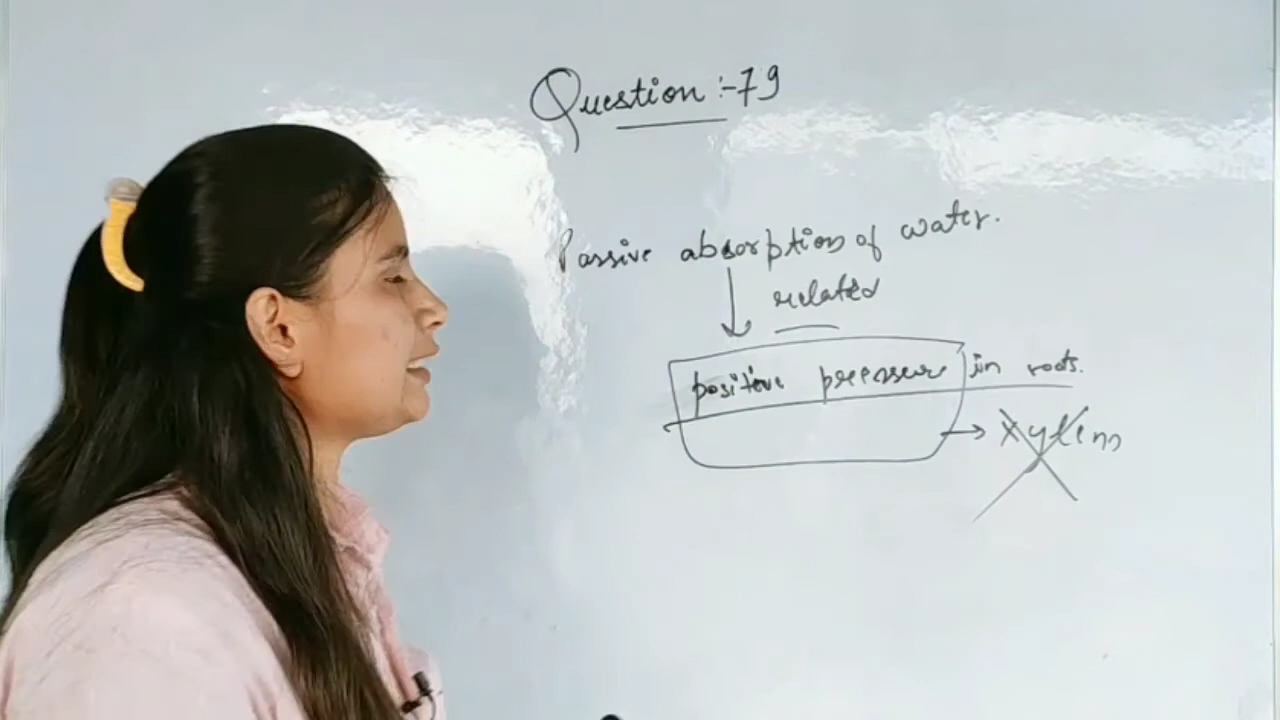 Question :- 79
Passive absorption of water.
related
positive pressure in roots.
Xylem